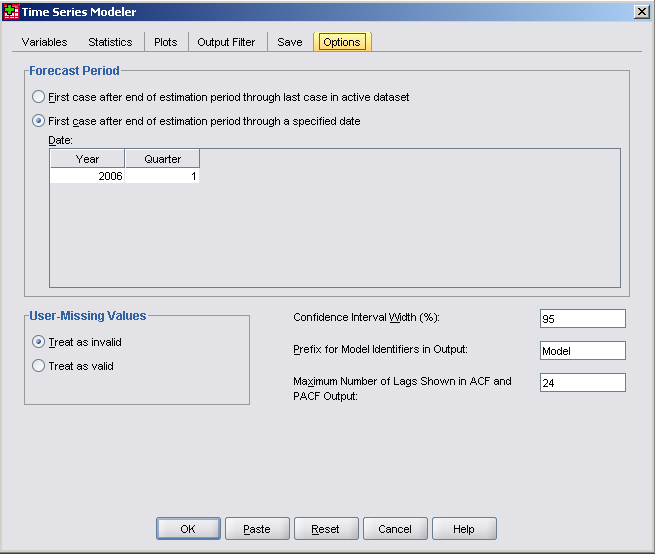 Time Series Modeler
Variables Statistics Plots Output Filter Save Options
Forecast Period
First case after end of estimation period through last case in active dataset
First case after end of estimation period through a specified date
Date:
Year Quarter
2006 1
User-Missing Values
Treat as invalid
Treat as valid
Confidence Interval Width (%): 95
Prefix for Model Identifiers in Output: Model
Maximum Number of Lags Shown in ACF and
PACF Output: 24
OK Paste Reset Cancel Help